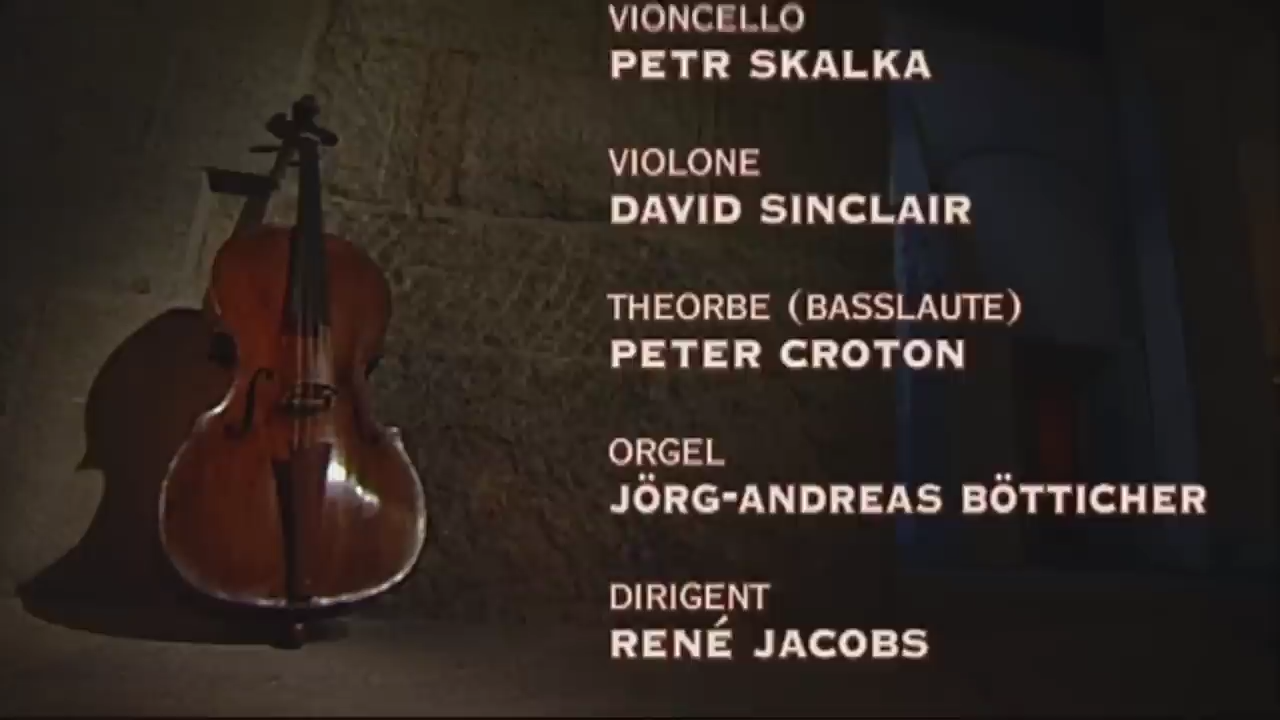 VIONCELLO
PETR SKALKA
VIOLONE
DAVID SINCLAIR
THEORBE (BASSLAUTE)
PETER CROTON
ORGEL
JÖRG-ANDREAS BÖTTICHER
DIRIGENT
RENÉ JACOBS